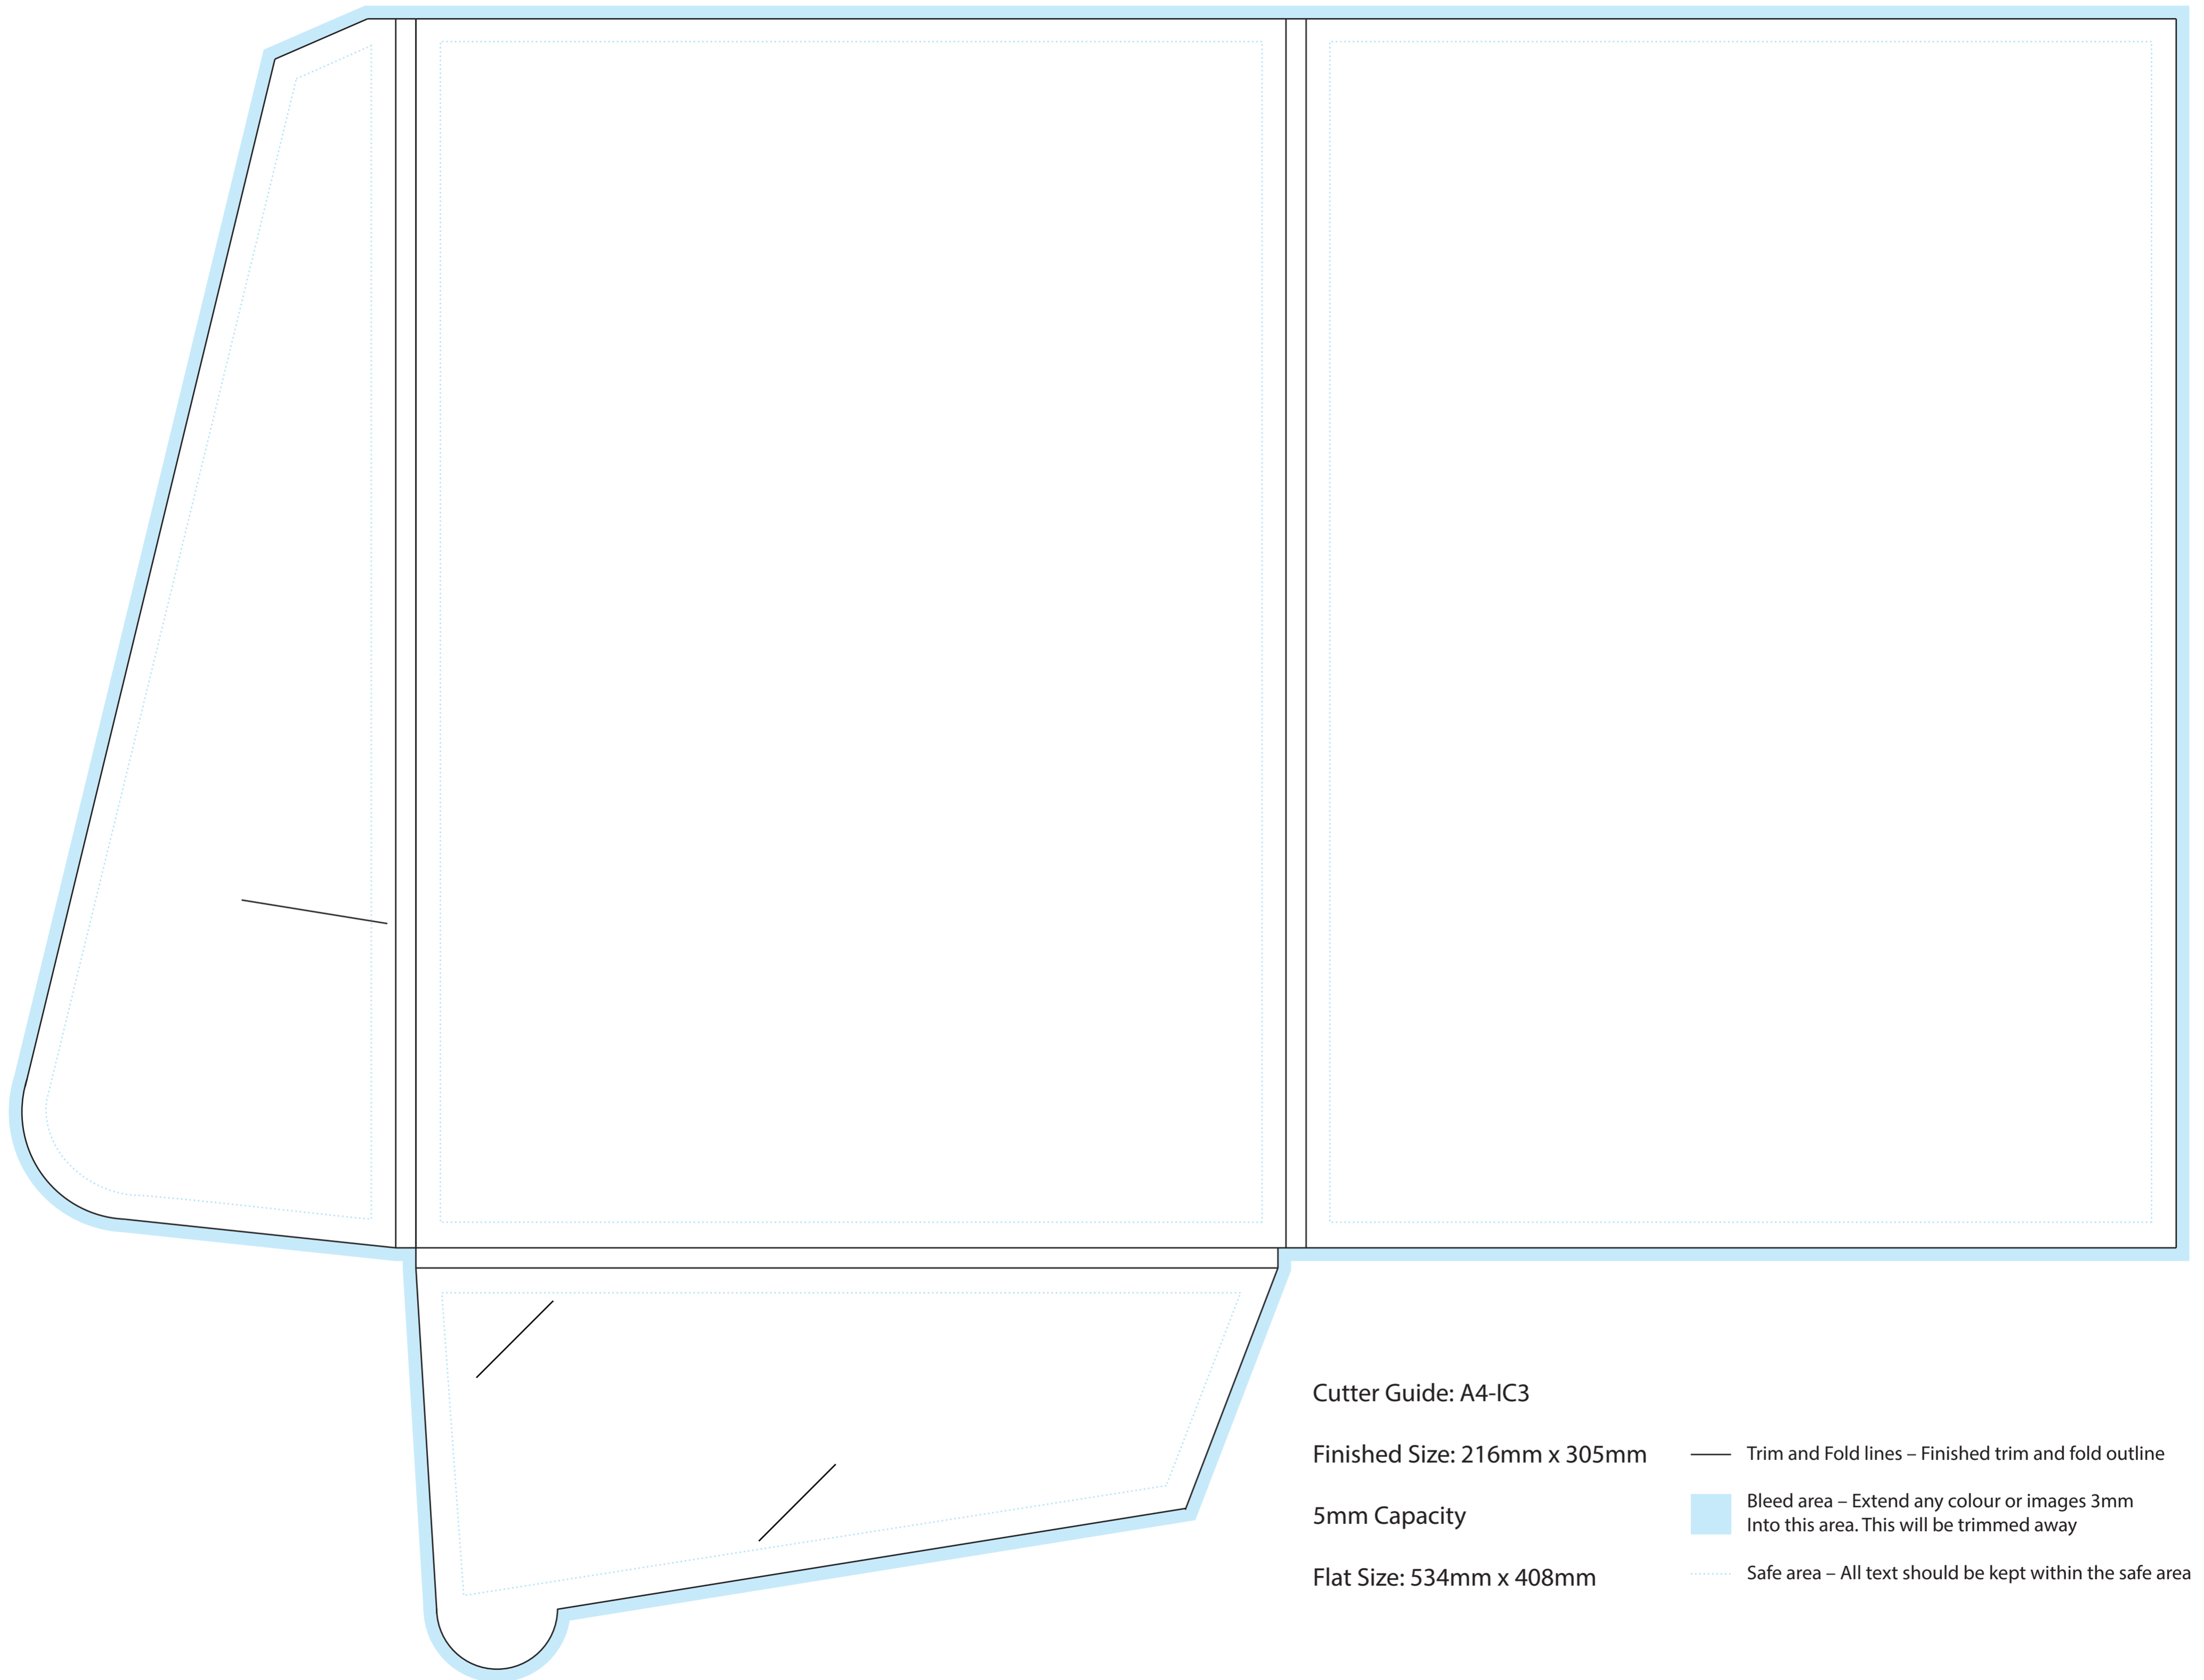 Cutter Guide: A4-IC3
Finished Size: 216mm x 305mm
5mm Capacity
Flat Size: 534mm x 408mm
Trim and Fold lines – Finished trim and fold outline
Bleed area – Extend any colour or images 3mm
Into this area. This will be trimmed away
Safe area – All text should be kept within the safe area